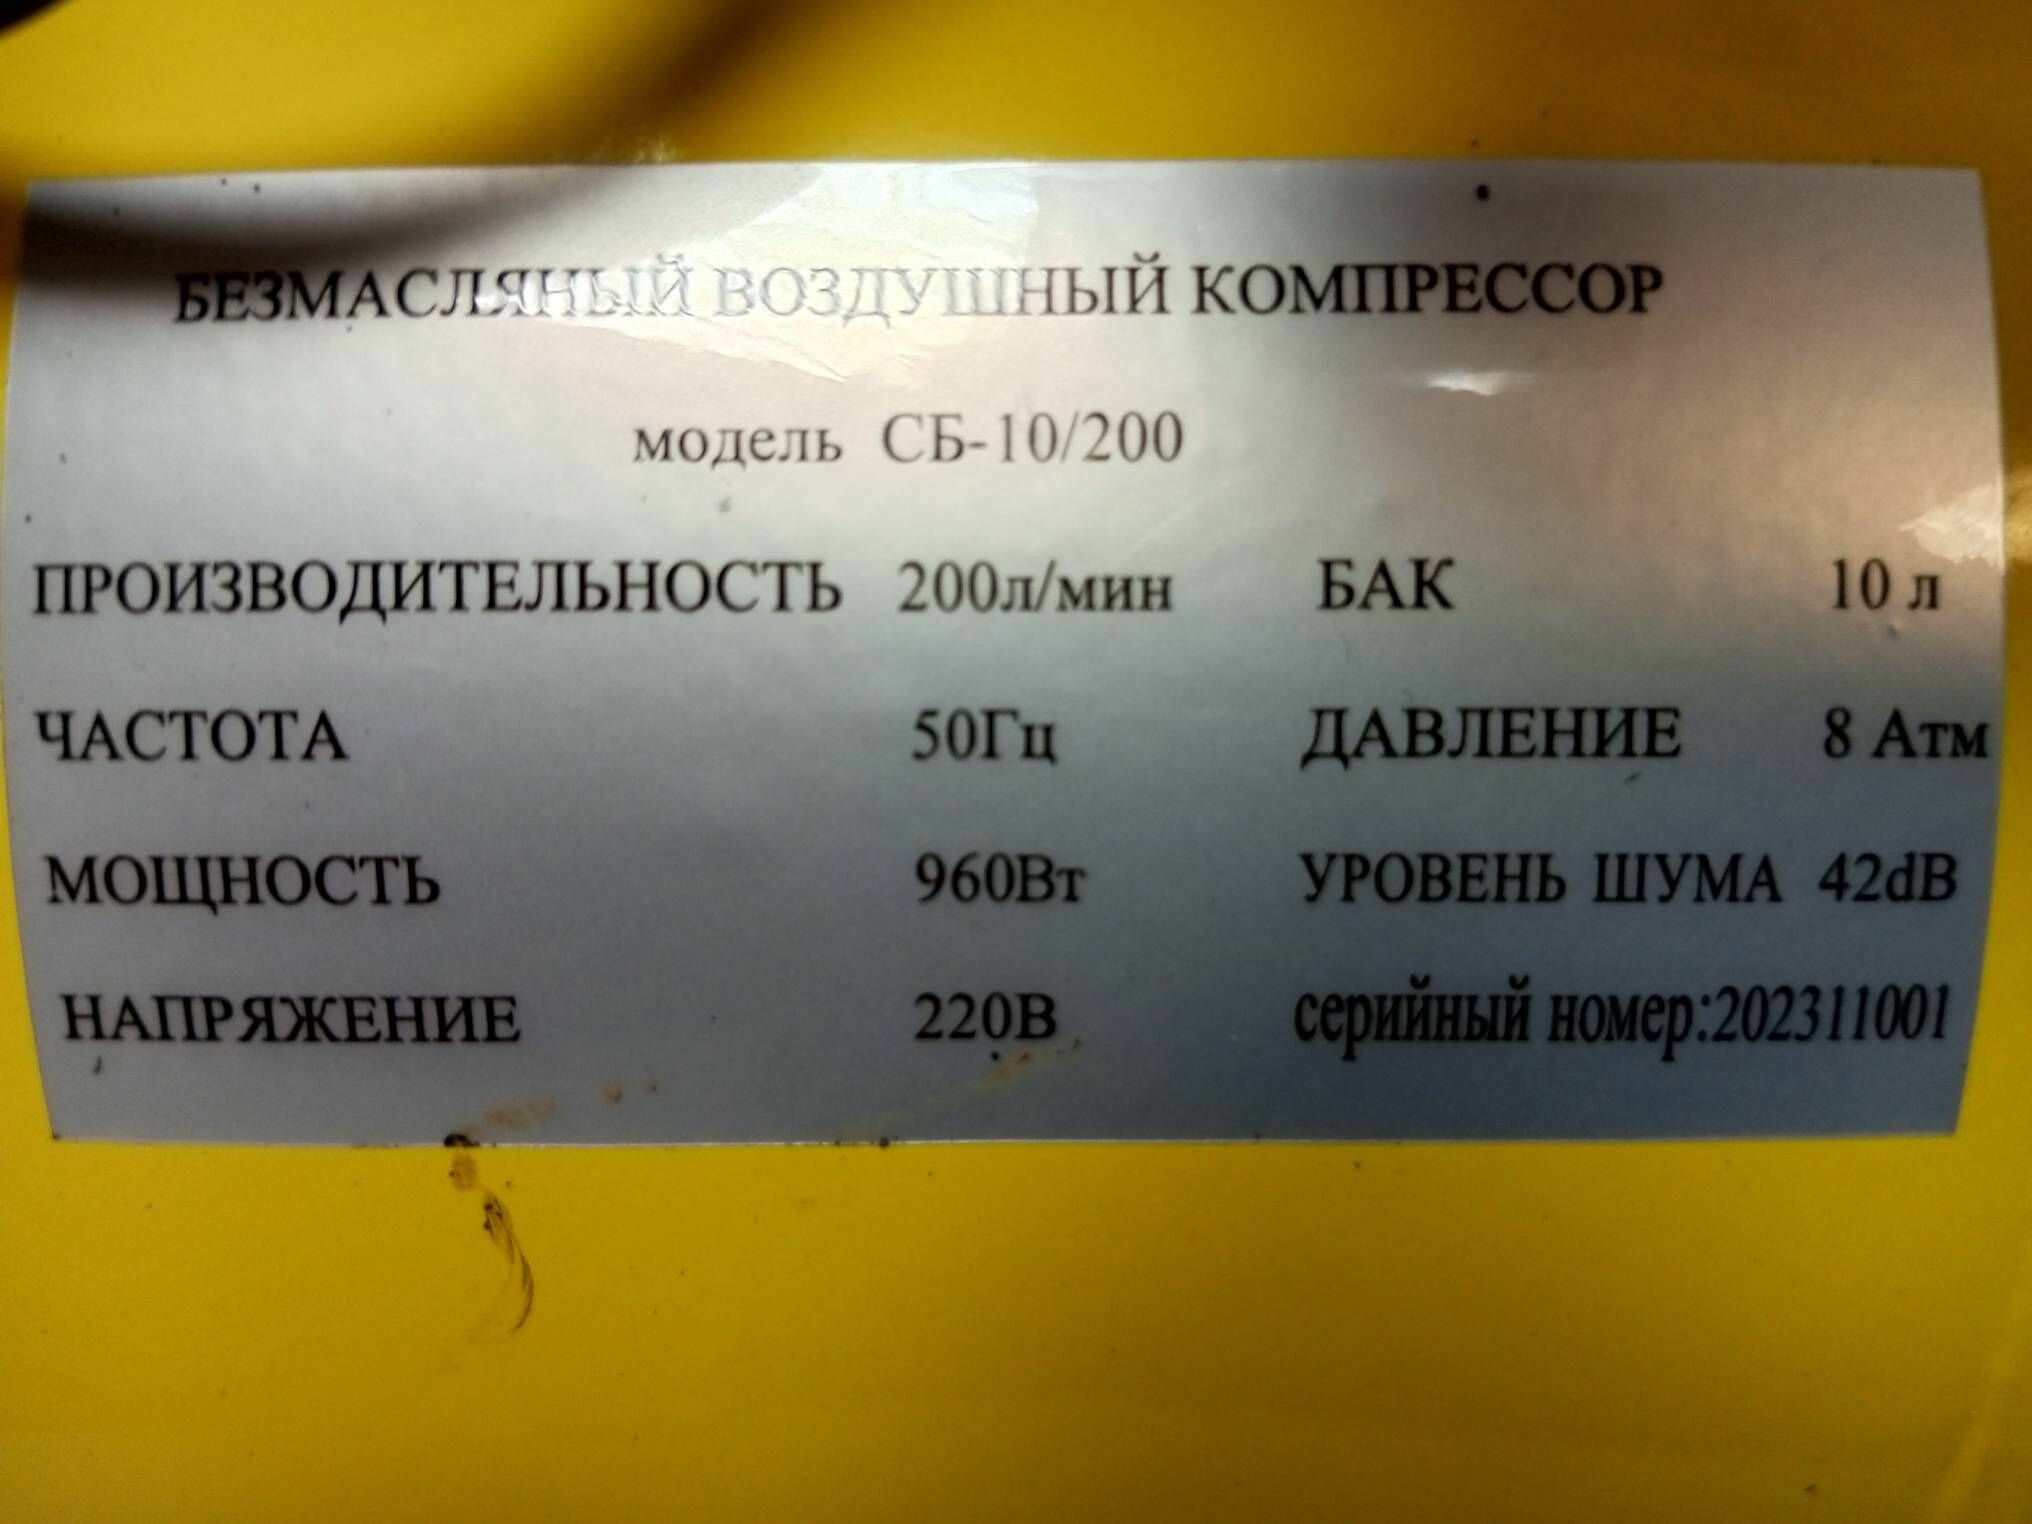 БЕЗМАСЛЯНЫЙ ВОЗДУШНЫЙ КОМПРЕССОР
модель СБ-10/200
ПРОИЗВОДИТЕЛЬНОСТЬ 200л/мин БАК 10 л
ЧАСТОТА 50Гц ДАВЛЕНИЕ 8 Атм
МОЩНОСТЬ 960Вт УРОВЕНЬ ШУМА 42dB
НАПРЯЖЕНИЕ 220В серийный номер:202311001